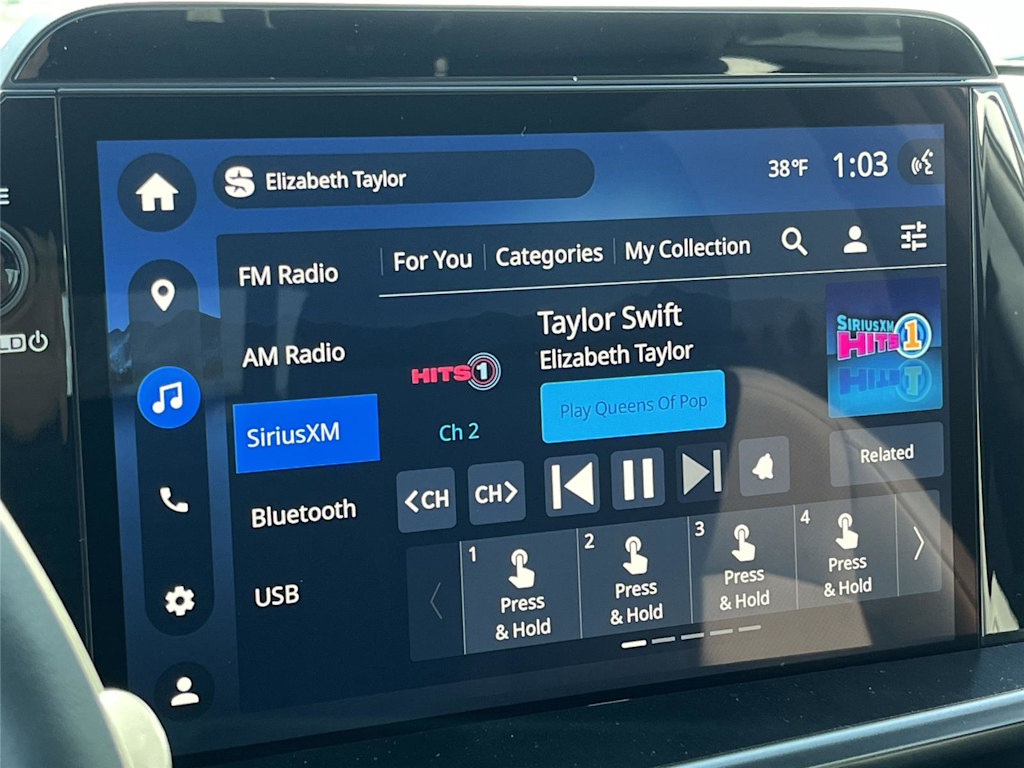 Elizabeth Taylor
38°F
1:03
FM Radio
For You
Categories
My Collection
AM Radio
SiriusXM
Bluetooth
USB
HITS 1
Ch 2
Taylor Swift
Elizabeth Taylor
Play Queens Of Pop
SIRIUSXM
HITS 1
Related
<CH
CH>
1
Press
& Hold
2
Press
& Hold
3
Press
& Hold
4
Press
& Hold
LD